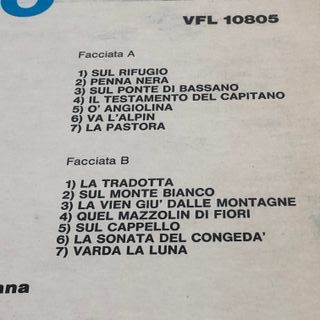 VFL 10805
Facciata A
1) SUL RIFUGIO
2) PENNA NERA
3) SUL PONTE DI BASSANO
4) IL TESTAMENTO DEL CAPITANO
5) O' ANGIOLINA
6) VA L'ALPIN
7) LA PASTORA
Facciata B
1) LA TRADOTTA
2) SUL MONTE BIANCO
3) LA VIEN GIU' DALLE MONTAGNE
4) QUEL MAZZOLIN DI FIORI
5) SUL CAPPELLO
6) LA SONATA DEL CONGEDA'
7) VARDA LA LUNA